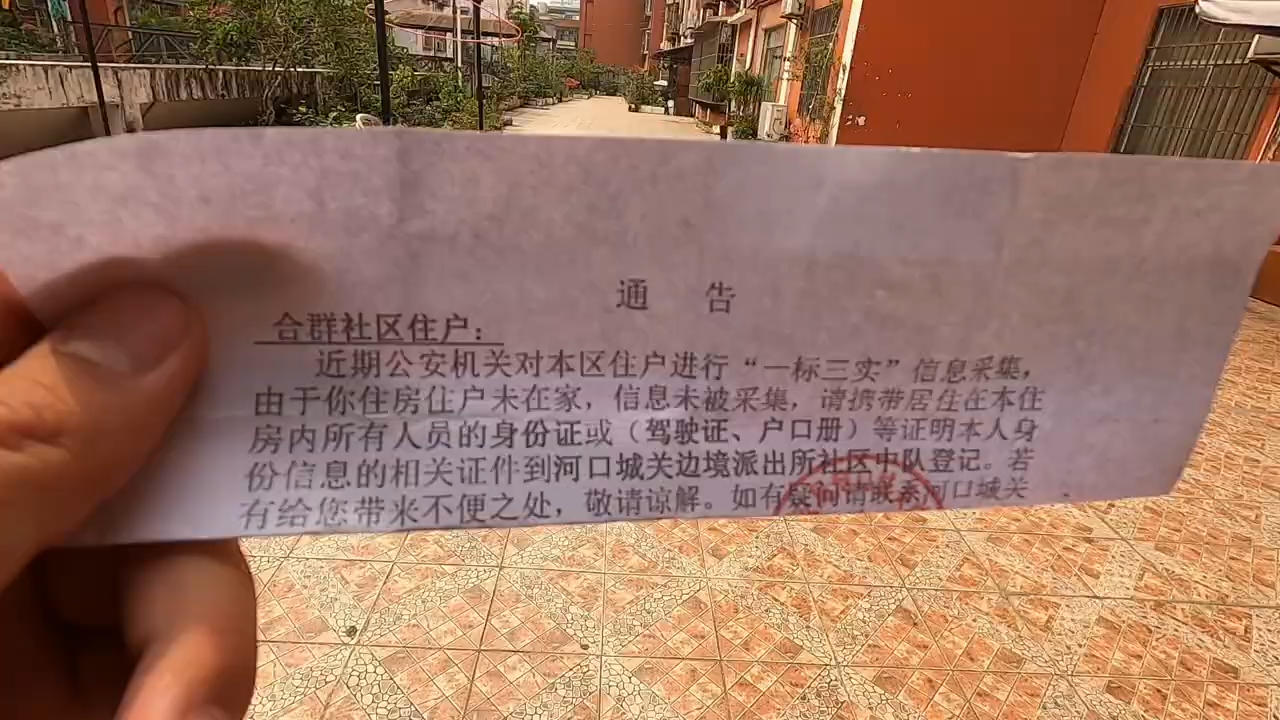 通 告
合群社区住户：
近期公安机关对本区住户进行“一标三实”信息采集，
由于你住房住户未在家，信息未被采集，请携带居住在本住
房内所有人员的身份证或（驾驶证、户口册）等证明本人身
份信息的相关证件到河口城关边境派出所社区中队登记。若
有给您带来不便之处，敬请谅解。如有疑问请联系河口城关